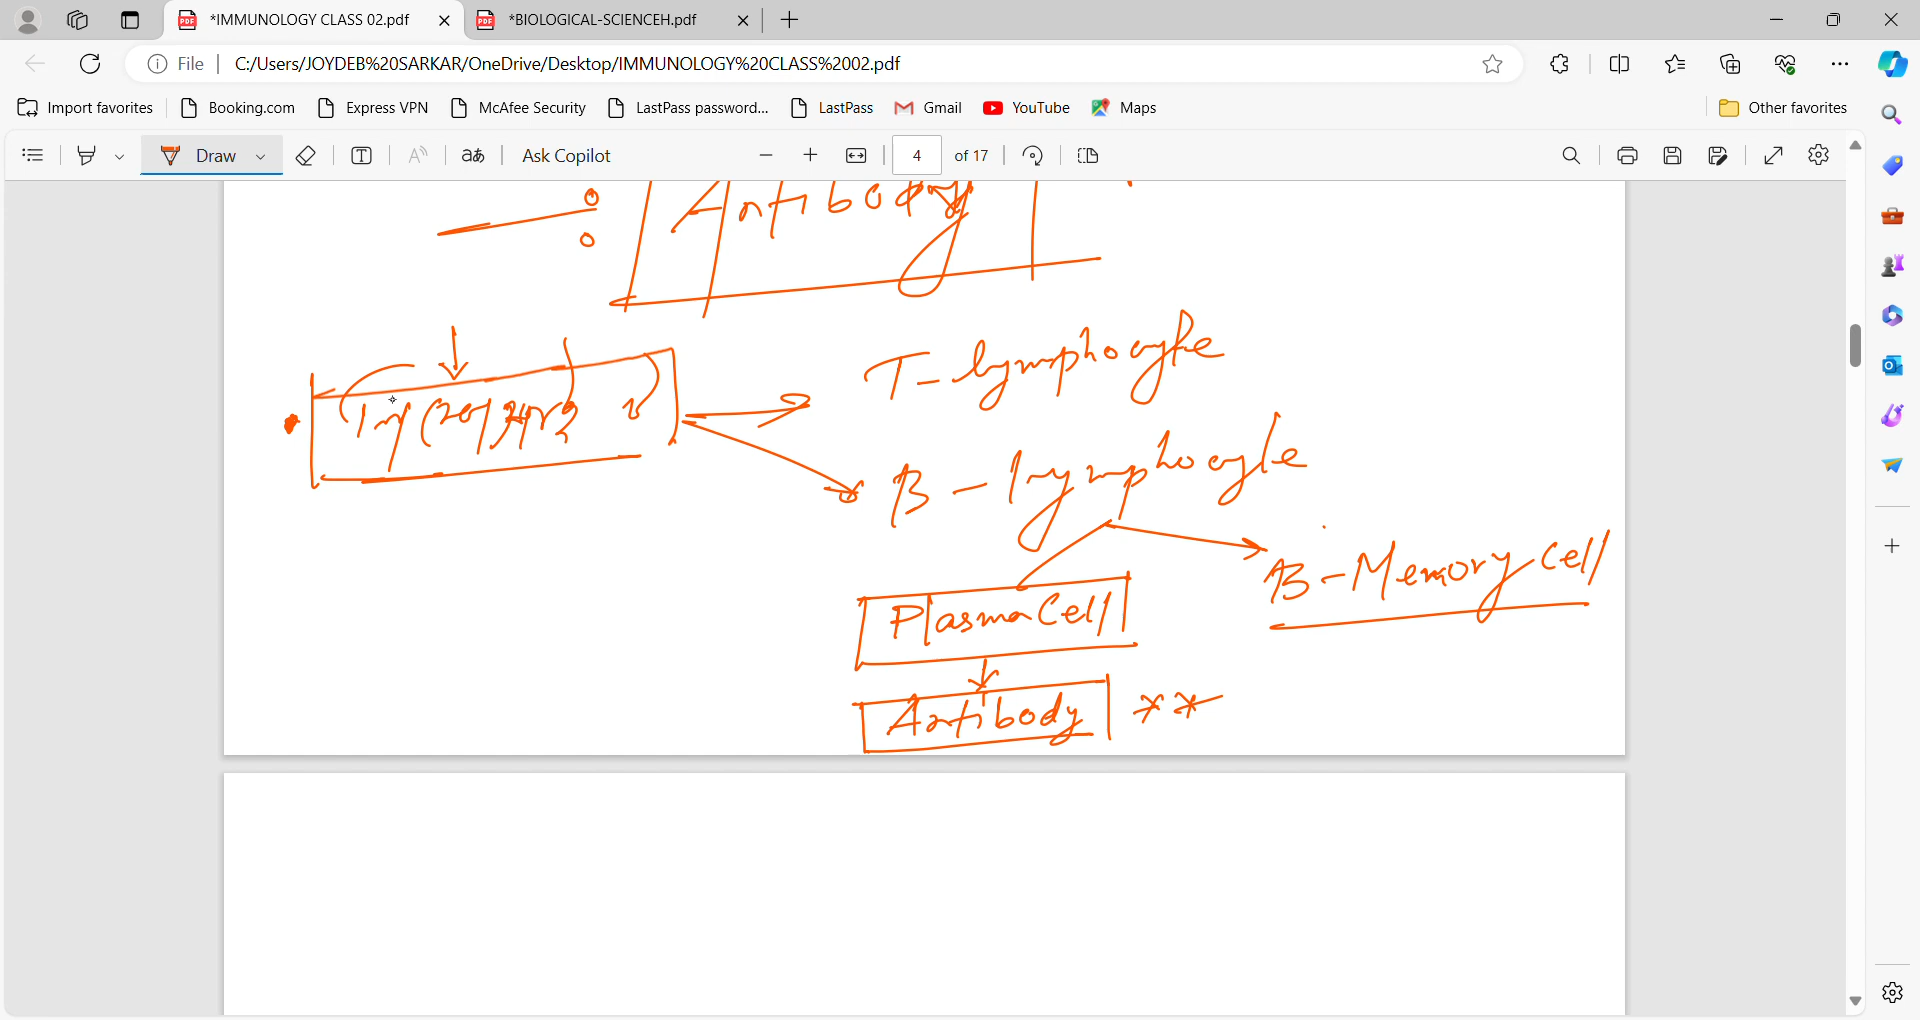 *IMMUNOLOGY CLASS 02.pdf
*BIOLOGICAL-SCIENCEH.pdf
File
C:/Users/JOYDEB%20SARKAR/OneDrive/Desktop/IMMUNOLOGY%20CLASS%2002.pdf
Import favorites
Booking.com
Express VPN
McAfee Security
LastPass password...
LastPass
Gmail
YouTube
Maps
Other favorites
Draw
Ask Copilot
4 of 17
Antibody
T- lymphocyte
B - lymphocyte
B-Memory Cell
Plasma Cell
Antibody **